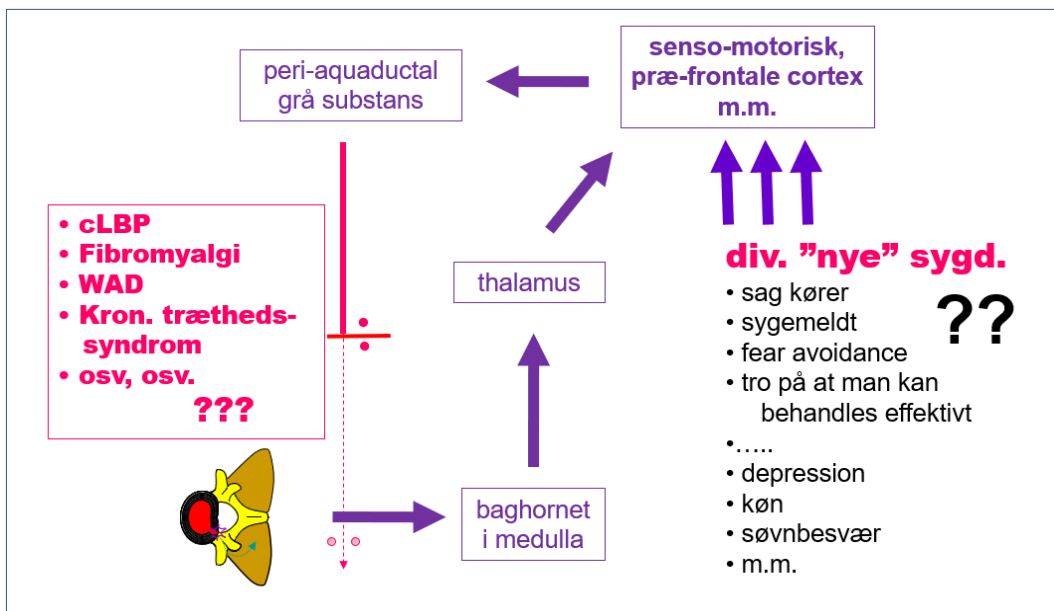 peri-aquaductal
grå substans
senso-motorisk,
præ-frontale cortex
m.m.
• cLBP
• Fibromyalgi
• WAD
• Kron. trætheds-
syndrom
• osv, osv.
???
thalamus
baghornet
i medulla
div. ”nye” sygd.
• sag kører
• sygemeldt
• fear avoidance
• tro på at man kan
behandles effektivt
•…..
• depression
• køn
• søvnbesvær
• m.m.
??